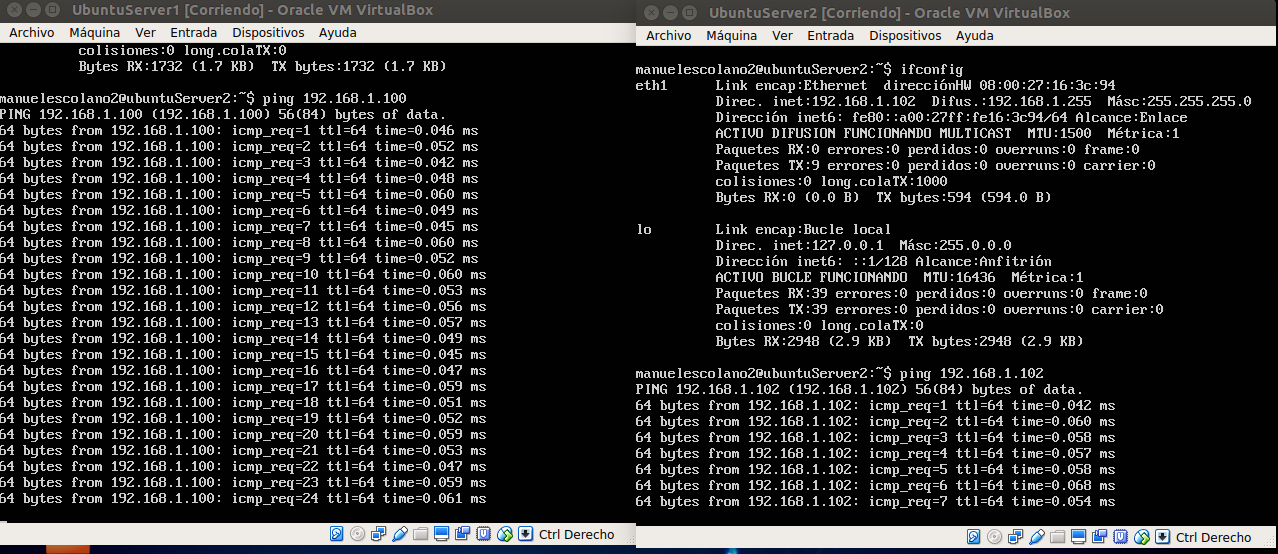 UbuntuServer1 [Corriendo] - Oracle VM VirtualBox
Archivo Máquina Ver Entrada Dispositivos Ayuda
colisiones:0 long.colaTX:0
Bytes RX:1732 (1.7 KB) TX bytes:1732 (1.7 KB)
manuelescolano2@ubuntuServer2:~$ ping 192.168.1.100
PING 192.168.1.100 (192.168.1.100) 56(84) bytes of data.
64 bytes from 192.168.1.100: icmp_req=1 ttl=64 time=0.046 ms
64 bytes from 192.168.1.100: icmp_req=2 ttl=64 time=0.052 ms
64 bytes from 192.168.1.100: icmp_req=3 ttl=64 time=0.042 ms
64 bytes from 192.168.1.100: icmp_req=4 ttl=64 time=0.048 ms
64 bytes from 192.168.1.100: icmp_req=5 ttl=64 time=0.060 ms
64 bytes from 192.168.1.100: icmp_req=6 ttl=64 time=0.049 ms
64 bytes from 192.168.1.100: icmp_req=7 ttl=64 time=0.045 ms
64 bytes from 192.168.1.100: icmp_req=8 ttl=64 time=0.060 ms
64 bytes from 192.168.1.100: icmp_req=9 ttl=64 time=0.052 ms
64 bytes from 192.168.1.100: icmp_req=10 ttl=64 time=0.060 ms
64 bytes from 192.168.1.100: icmp_req=11 ttl=64 time=0.053 ms
64 bytes from 192.168.1.100: icmp_req=12 ttl=64 time=0.056 ms
64 bytes from 192.168.1.100: icmp_req=13 ttl=64 time=0.057 ms
64 bytes from 192.168.1.100: icmp_req=14 ttl=64 time=0.049 ms
64 bytes from 192.168.1.100: icmp_req=15 ttl=64 time=0.045 ms
64 bytes from 192.168.1.100: icmp_req=16 ttl=64 time=0.047 ms
64 bytes from 192.168.1.100: icmp_req=17 ttl=64 time=0.059 ms
64 bytes from 192.168.1.100: icmp_req=18 ttl=64 time=0.051 ms
64 bytes from 192.168.1.100: icmp_req=19 ttl=64 time=0.052 ms
64 bytes from 192.168.1.100: icmp_req=20 ttl=64 time=0.059 ms
64 bytes from 192.168.1.100: icmp_req=21 ttl=64 time=0.053 ms
64 bytes from 192.168.1.100: icmp_req=22 ttl=64 time=0.047 ms
64 bytes from 192.168.1.100: icmp_req=23 ttl=64 time=0.059 ms
64 bytes from 192.168.1.100: icmp_req=24 ttl=64 time=0.061 ms
Ctrl Derecho
UbuntuServer2 [Corriendo] - Oracle VM VirtualBox
Archivo Máquina Ver Entrada Dispositivos Ayuda
manuelescolano2@ubuntuServer2:~$ ifconfig
eth1 Link encap:Ethernet direcciónHW 08:00:27:16:3c:94
Direc. inet:192.168.1.102 Difus.:192.168.1.255 Másc:255.255.255.0
Dirección inet6: fe80::a00:27ff:fe16:3c94/64 Alcance:Enlace
ACTIVO DIFUSION FUNCIONANDO MULTICAST MTU:1500 Métrica:1
Paquetes RX:0 errores:0 perdidos:0 overruns:0 frame:0
Paquetes TX:9 errores:0 perdidos:0 overruns:0 carrier:0
colisiones:0 long.colaTX:1000
Bytes RX:0 (0.0 B) TX bytes:594 (594.0 B)
lo Link encap:Bucle local
Direc. inet:127.0.0.1 Másc:255.0.0.0
Dirección inet6: ::1/128 Alcance:Anfitrión
ACTIVO BUCLE FUNCIONANDO MTU:16436 Métrica:1
Paquetes RX:39 errores:0 perdidos:0 overruns:0 frame:0
Paquetes TX:39 errores:0 perdidos:0 overruns:0 carrier:0
colisiones:0 long.colaTX:0
Bytes RX:2948 (2.9 KB) TX bytes:2948 (2.9 KB)
manuelescolano2@ubuntuServer2:~$ ping 192.168.1.102
PING 192.168.1.102 (192.168.1.102) 56(84) bytes of data.
64 bytes from 192.168.1.102: icmp_req=1 ttl=64 time=0.042 ms
64 bytes from 192.168.1.102: icmp_req=2 ttl=64 time=0.060 ms
64 bytes from 192.168.1.102: icmp_req=3 ttl=64 time=0.058 ms
64 bytes from 192.168.1.102: icmp_req=4 ttl=64 time=0.057 ms
64 bytes from 192.168.1.102: icmp_req=5 ttl=64 time=0.058 ms
64 bytes from 192.168.1.102: icmp_req=6 ttl=64 time=0.068 ms
64 bytes from 192.168.1.102: icmp_req=7 ttl=64 time=0.054 ms
Ctrl Derecho